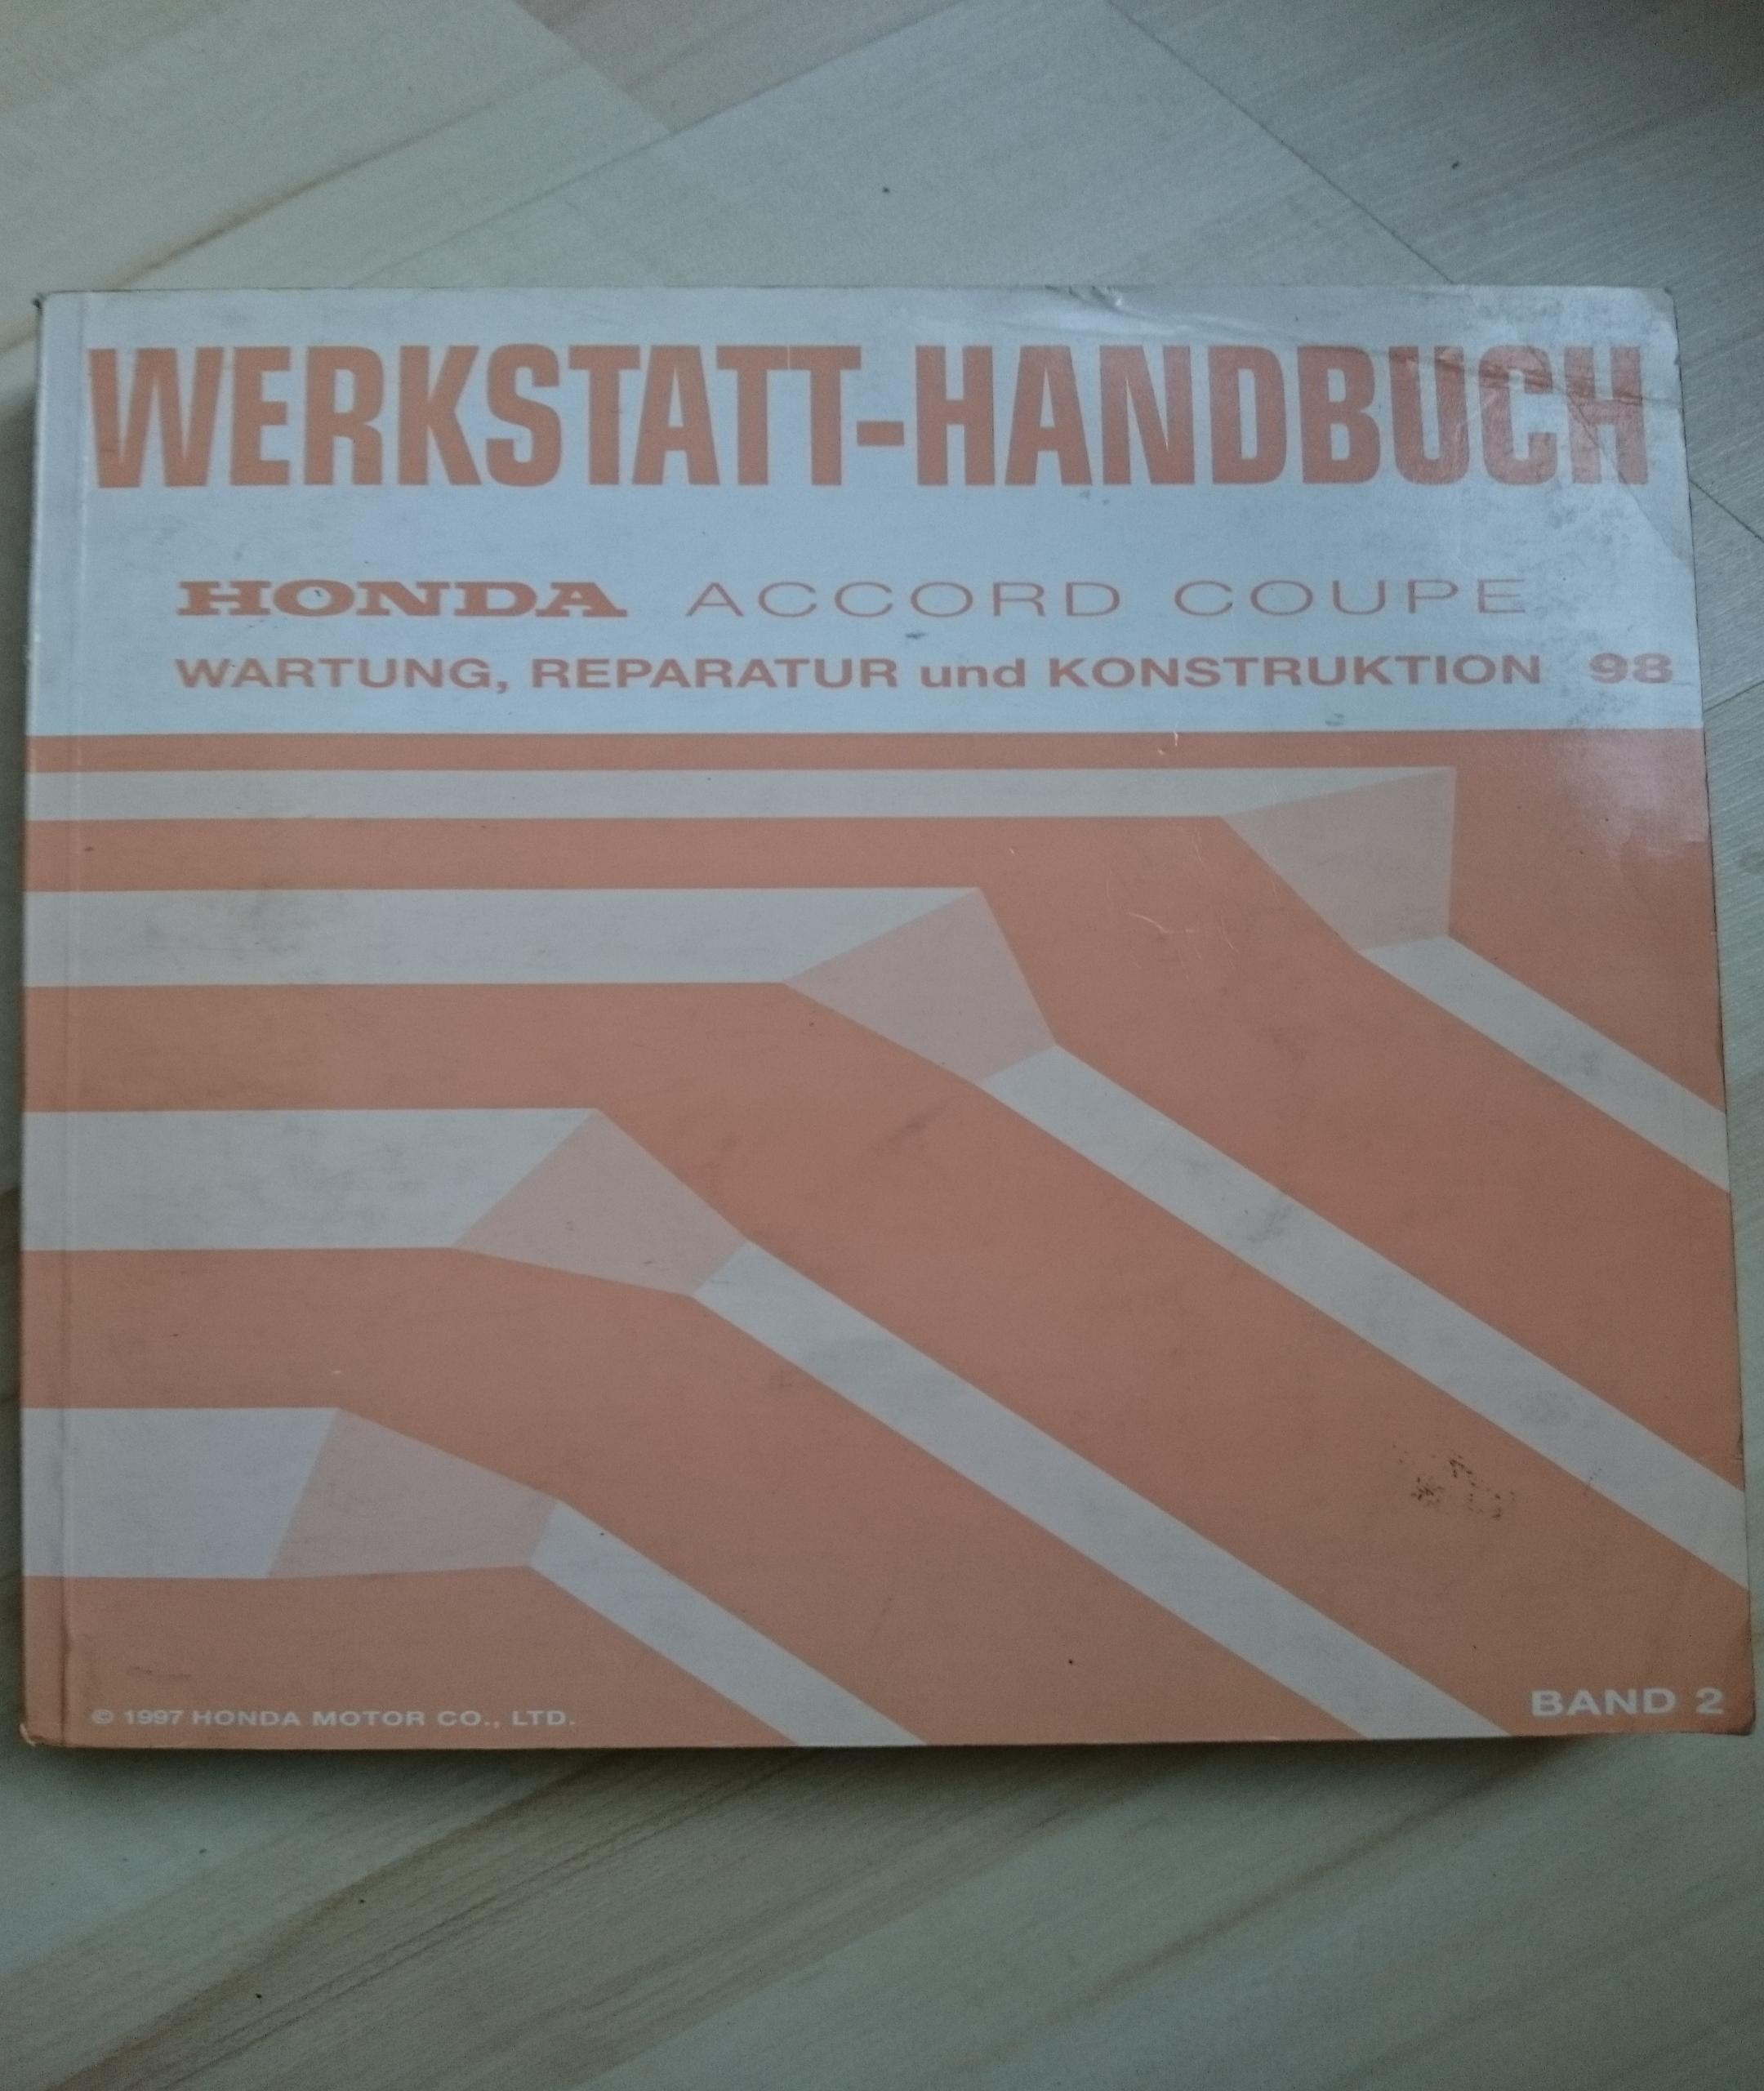 WERKSTATT-HANDBUCH
HONDA ACCORD COUPE
WARTUNG, REPARATUR und KONSTRUKTION 98
© 1997 HONDA MOTOR CO., LTD.
BAND 2